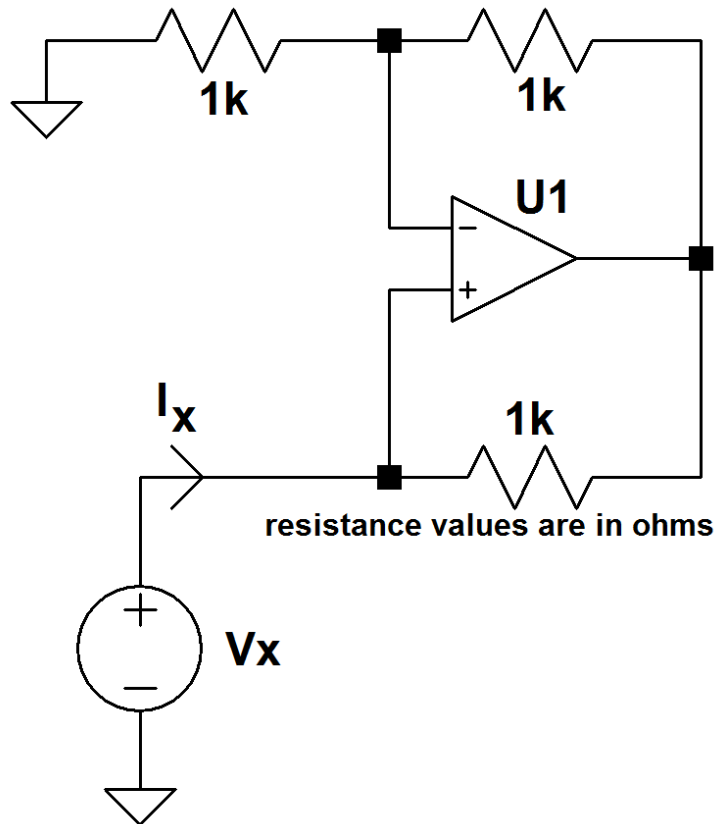 1k
1k
U1
−
+
Ix
1k
resistance values are in ohms
+
Vx
−